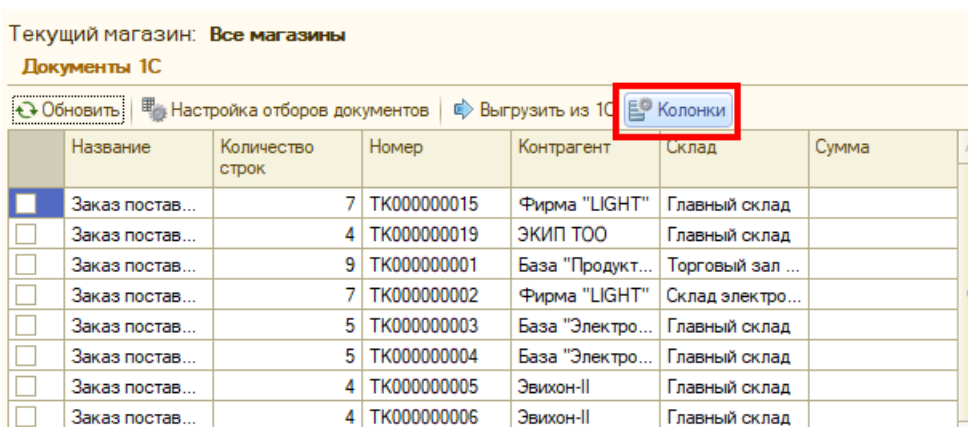 Текущий магазин: Все магазины
Документы 1С
Обновить Настройка отборов документов Выгрузить из 1С Колонки
Название Количество строк Номер Контрагент Склад Сумма
Заказ постав... 7 ТК000000015 Фирма "LIGHT" Главный склад
Заказ постав... 4 ТК000000019 ЭКИП ТОО Главный склад
Заказ постав... 9 ТК000000001 База "Продукт... Торговый зал ...
Заказ постав... 7 ТК000000002 Фирма "LIGHT" Склад электро...
Заказ постав... 5 ТК000000003 База "Электро... Главный склад
Заказ постав... 5 ТК000000004 База "Электро... Главный склад
Заказ постав... 4 ТК000000005 Эвихон-II Главный склад
Заказ постав... 4 ТК000000006 Эвихон-II Главный склад